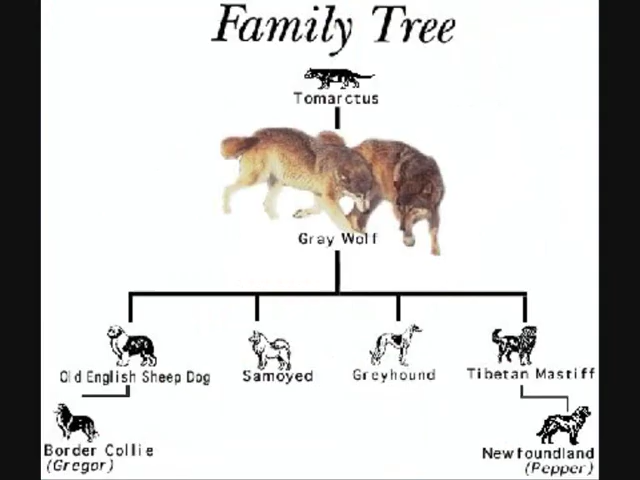 Family Tree
Tomarctus
Gray Wolf
Old English Sheep Dog
Samoyed
Greyhound
Tibetan Mastiff
Border Collie
(Gregor)
Newfoundland
(Pepper)